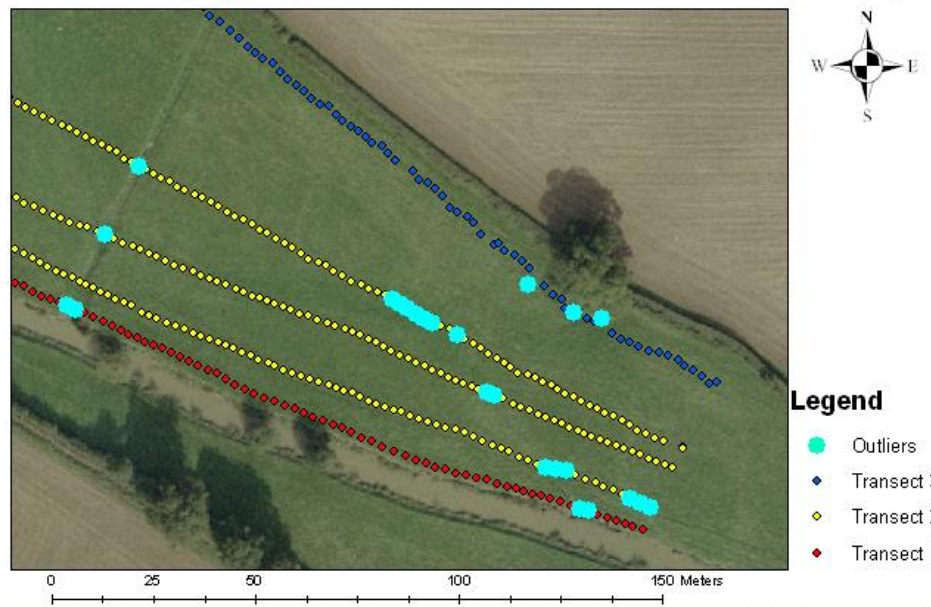 N
W E
S
Legend
Outliers
Transect
Transect
Transect
0 25 50 100 150 Meters